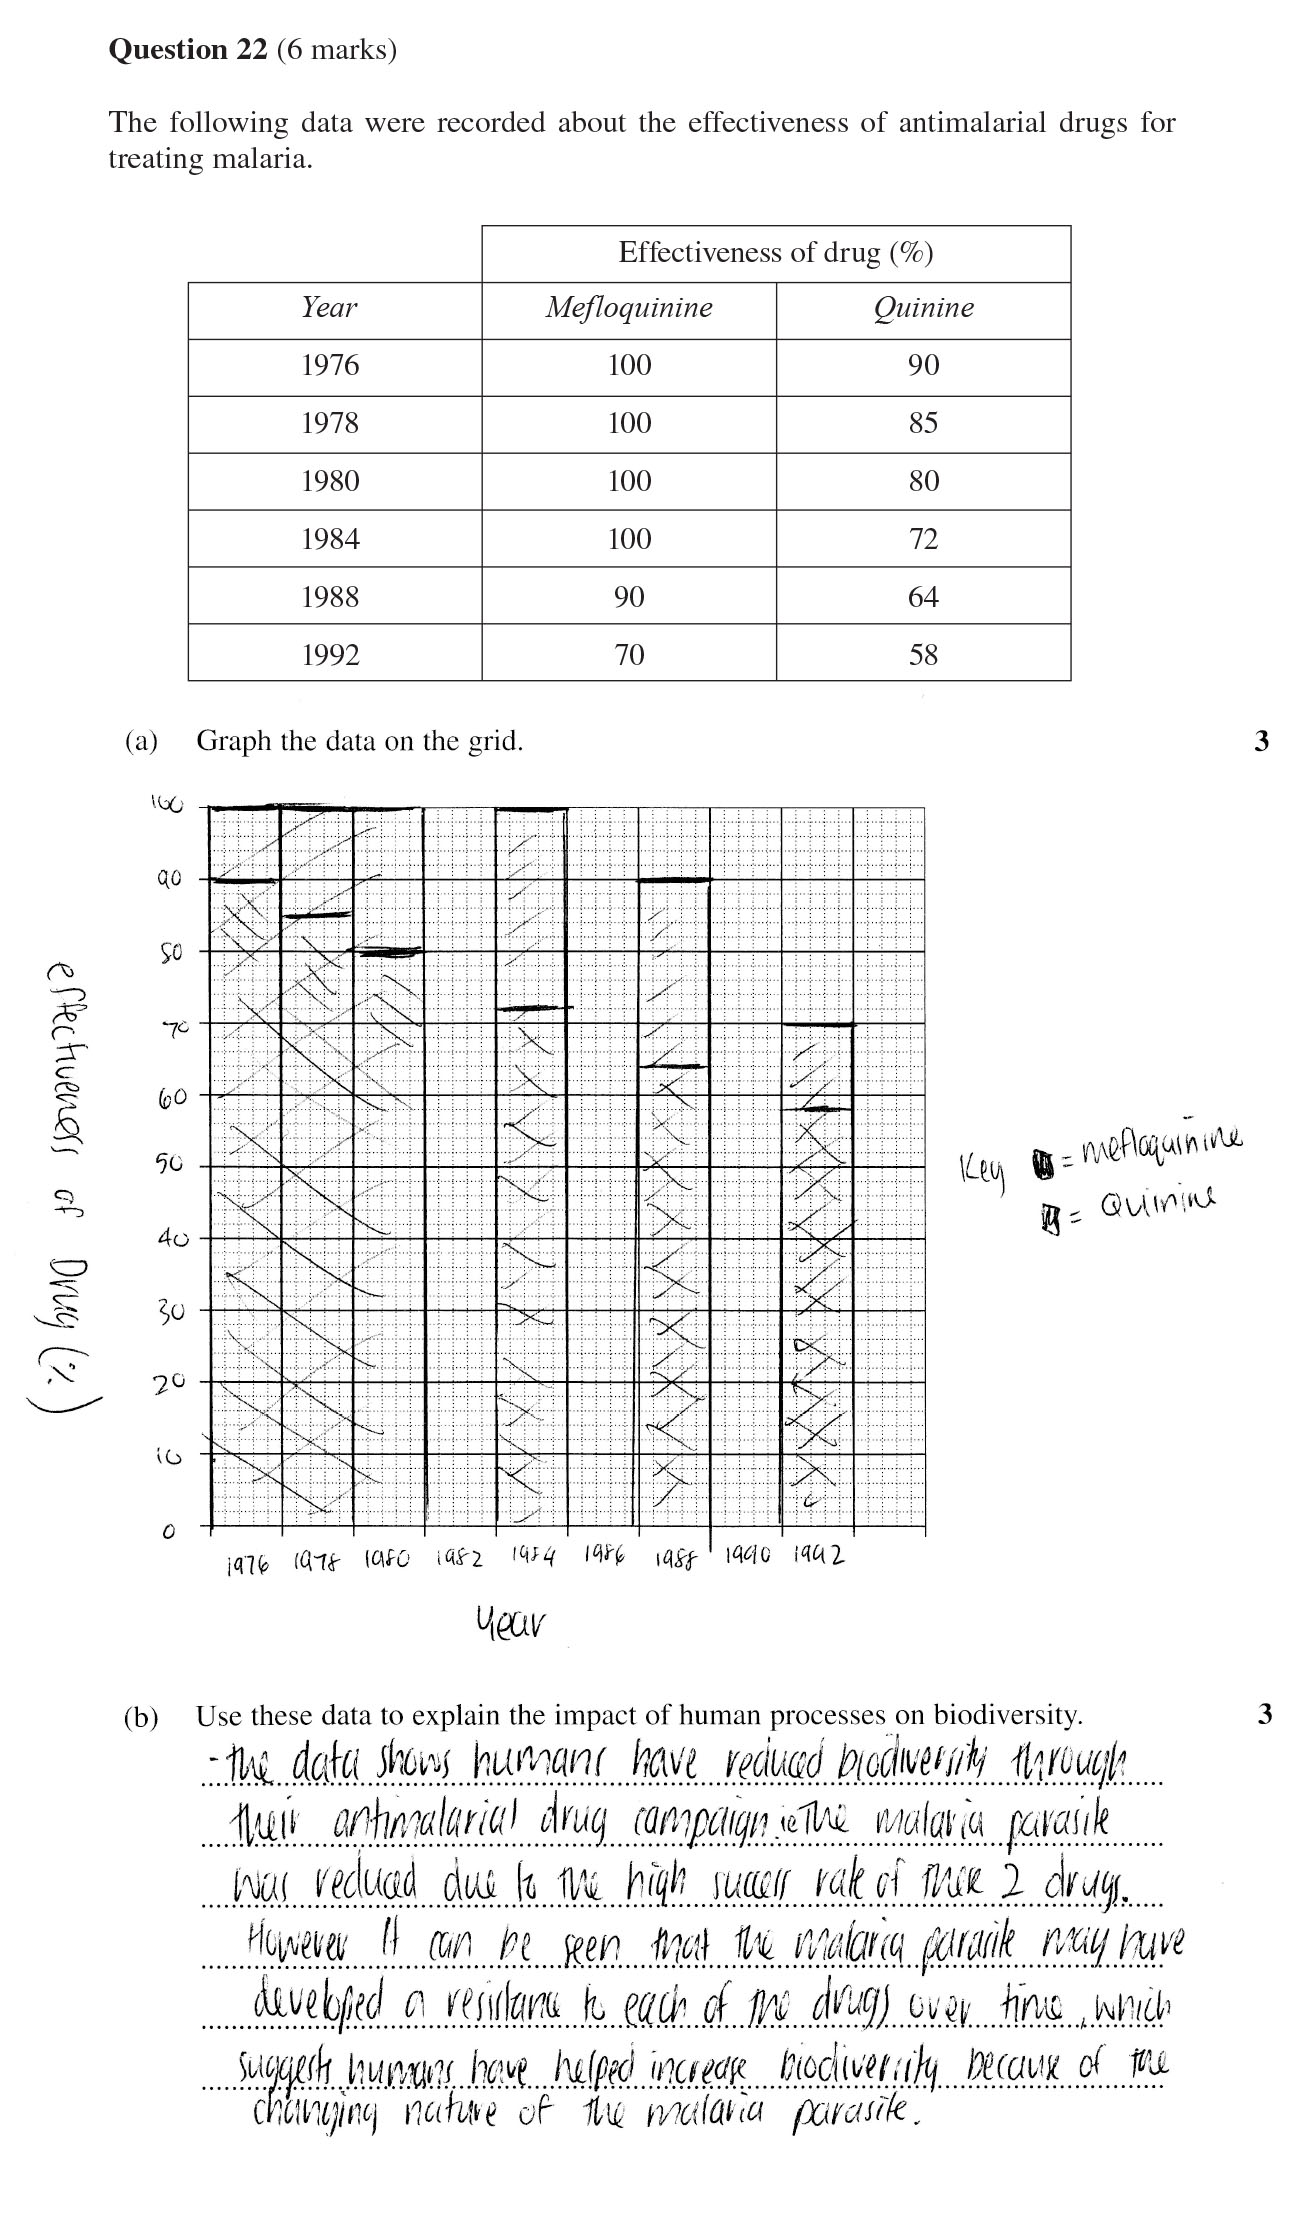 Question 22 (6 marks)
The following data were recorded about the effectiveness of antimalarial drugs for
treating malaria.
Effectiveness of drug (%)
Year Mefloquinine Quinine
1976 100 90
1978 100 85
1980 100 80
1984 100 72
1988 90 64
1992 70 58
(a) Graph the data on the grid. 3
100
90
80
70
60
50
40
30
20
10
0
effectiveness of Drug (%)
1976 1978 1980 1982 1984 1986 1988 1990 1992
Year
Key = mefloquinine
= Quinine
(b) Use these data to explain the impact of human processes on biodiversity. 3
- the data shows humans have reduced biodiversity through
their antimalarial drug campaign. ie The malaria parasite
was reduced due to the high success rate of these 2 drugs.
However it can be seen that the malaria parasite may have
developed a resistance to each of the drugs over time, which
suggests humans have helped increase biodiversity because of the
changing nature of the malaria parasite.